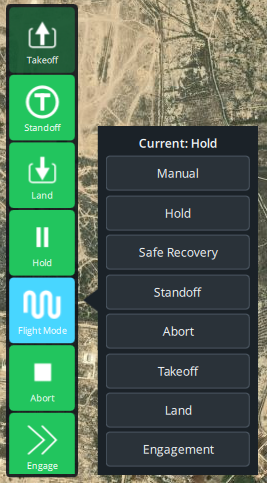 Takeoff
Standoff
Land
Hold
Flight Mode
Abort
Engage
Current: Hold
Manual
Hold
Safe Recovery
Standoff
Abort
Takeoff
Land
Engagement